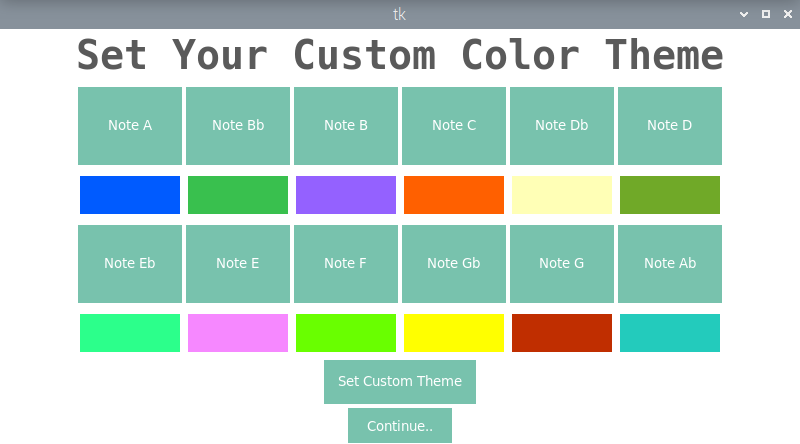 tk
Set Your Custom Color Theme
Note A Note Bb Note B Note C Note Db Note D
Note Eb Note E Note F Note Gb Note G Note Ab
Set Custom Theme
Continue..